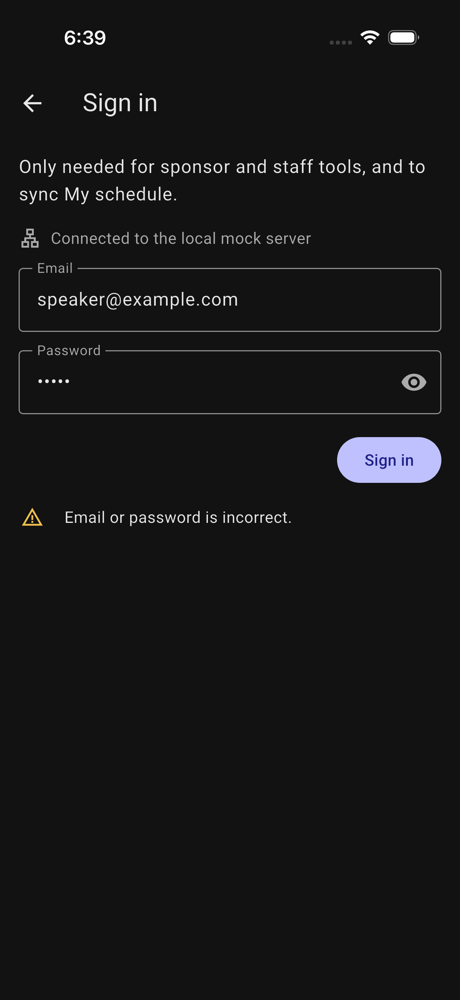 6:39
Sign in
Only needed for sponsor and staff tools, and to
sync My schedule.
Connected to the local mock server
Email
speaker@example.com
Password
•••••
Sign in
Email or password is incorrect.